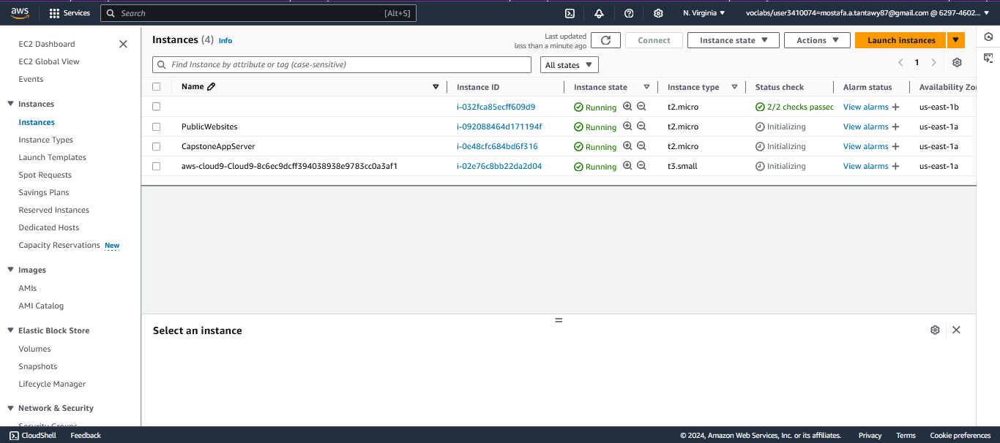 aws Services Search [Alt+S] N. Virginia voclabs/user3410074=mostafa.a.tantawy87@gmail.com @ 6297-4602...
EC2 Dashboard
EC2 Global View
Events
Instances
Instances
Instance Types
Launch Templates
Spot Requests
Savings Plans
Reserved Instances
Dedicated Hosts
Capacity Reservations New
Images
AMIs
AMI Catalog
Elastic Block Store
Volumes
Snapshots
Lifecycle Manager
Network & Security
Security Groups
Instances (4) Info
Last updated
less than a minute ago
Connect Instance state Actions Launch instances
Find Instance by attribute or tag (case-sensitive) All states 1
Name Instance ID Instance state Instance type Status check Alarm status Availability Zo
i-032fca85ecff609d9 Running t2.micro 2/2 checks passed View alarms + us-east-1b
PublicWebsites i-092088464d171194f Running t2.micro Initializing View alarms + us-east-1a
CapstoneAppServer i-0e48cfc684bd6f316 Running t2.micro Initializing View alarms + us-east-1a
aws-cloud9-Cloud9-8c6ec9dcff394038938e9783cc0a3af1 i-02e76c8bb22da2d04 Running t3.small Initializing View alarms + us-east-1a
Select an instance
CloudShell Feedback © 2024, Amazon Web Services, Inc. or its affiliates. Privacy Terms Cookie preferences